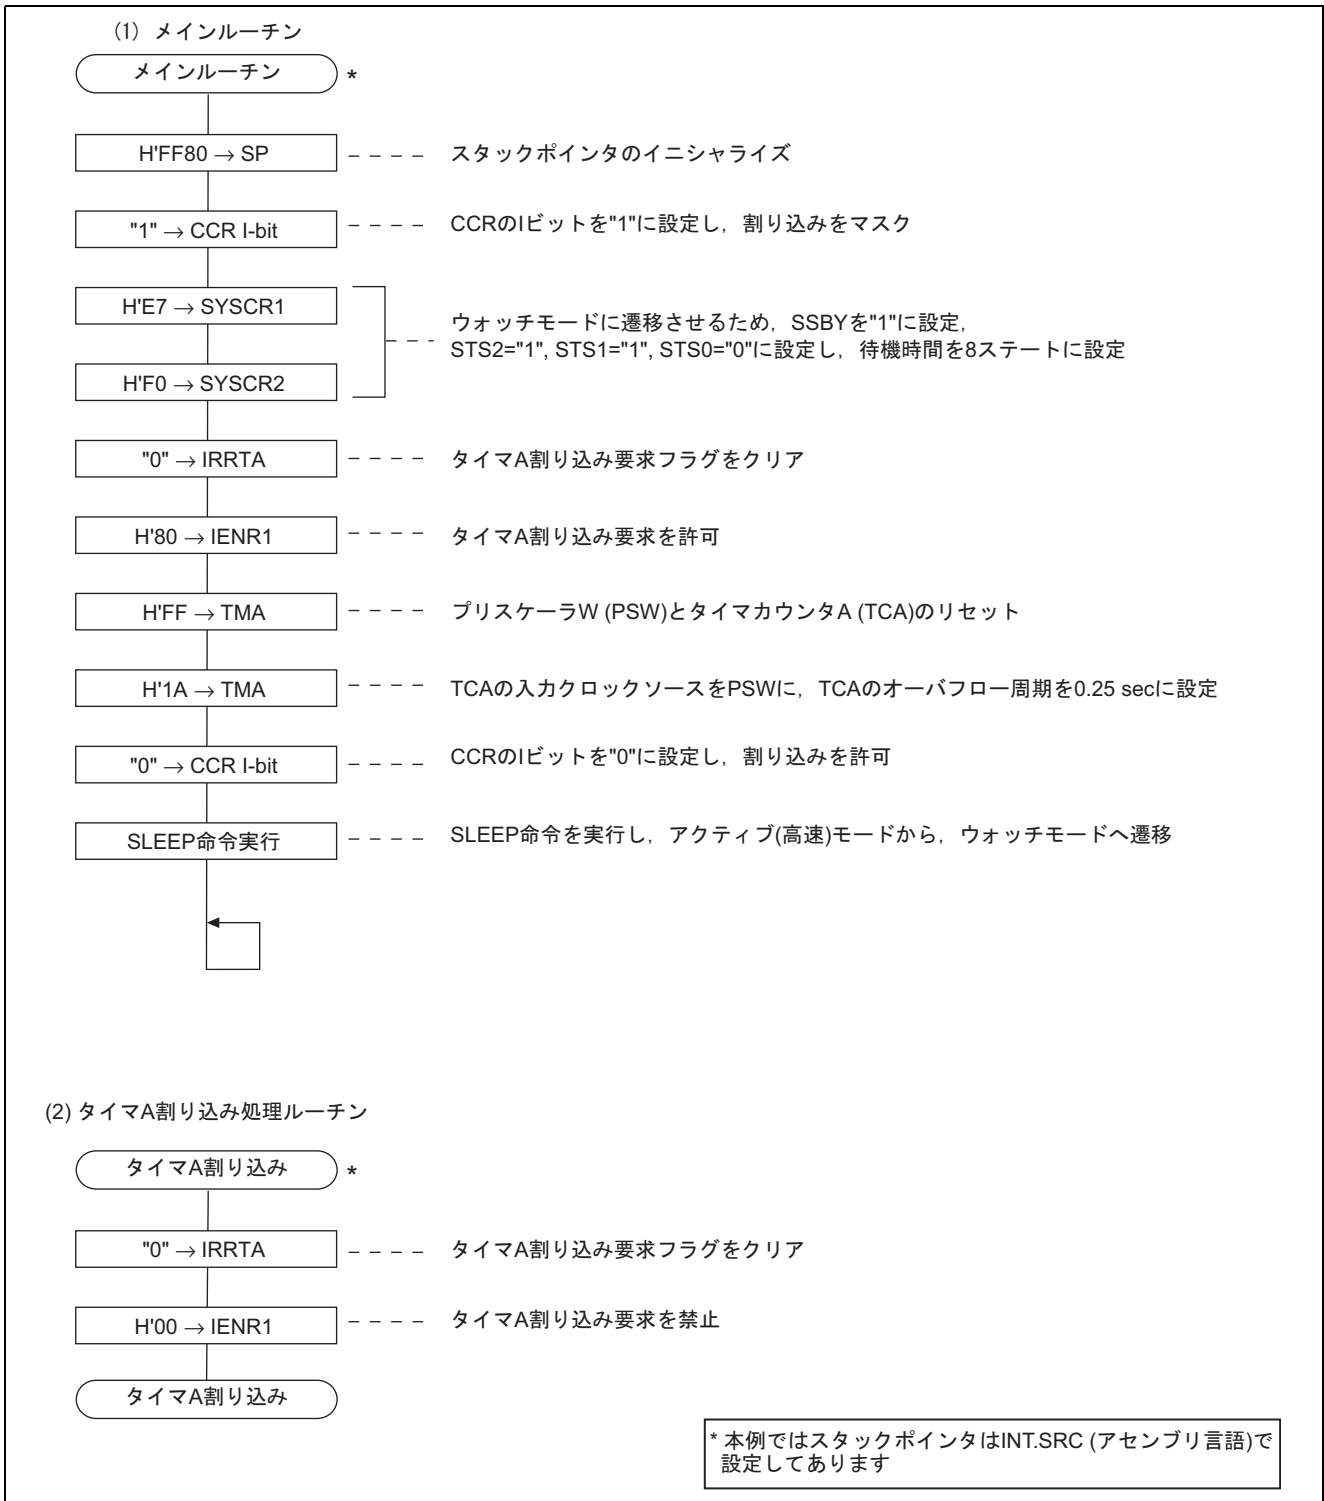 (1) メインルーチン
メインルーチン *
H'FF80 → SP
スタックポインタのイニシャライズ
"1" → CCR I-bit
CCRのIビットを"1"に設定し，割り込みをマスク
H'E7 → SYSCR1
H'F0 → SYSCR2
ウォッチモードに遷移させるため，SSBYを"1"に設定，
STS2="1", STS1="1", STS0="0"に設定し，待機時間を8ステートに設定
"0" → IRRTA
タイマA割り込み要求フラグをクリア
H'80 → IENR1
タイマA割り込み要求を許可
H'FF → TMA
プリスケーラW (PSW)とタイマカウンタA (TCA)のリセット
H'1A → TMA
TCAの入力クロックソースをPSWに，TCAのオーバフロー周期を0.25 secに設定
"0" → CCR I-bit
CCRのIビットを"0"に設定し，割り込みを許可
SLEEP命令実行
SLEEP命令を実行し，アクティブ(高速)モードから，ウォッチモードへ遷移
(2) タイマA割り込み処理ルーチン
タイマA割り込み *
"0" → IRRTA
タイマA割り込み要求フラグをクリア
H'00 → IENR1
タイマA割り込み要求を禁止
タイマA割り込み
* 本例ではスタックポインタはINT.SRC (アセンブリ言語)で
設定してあります